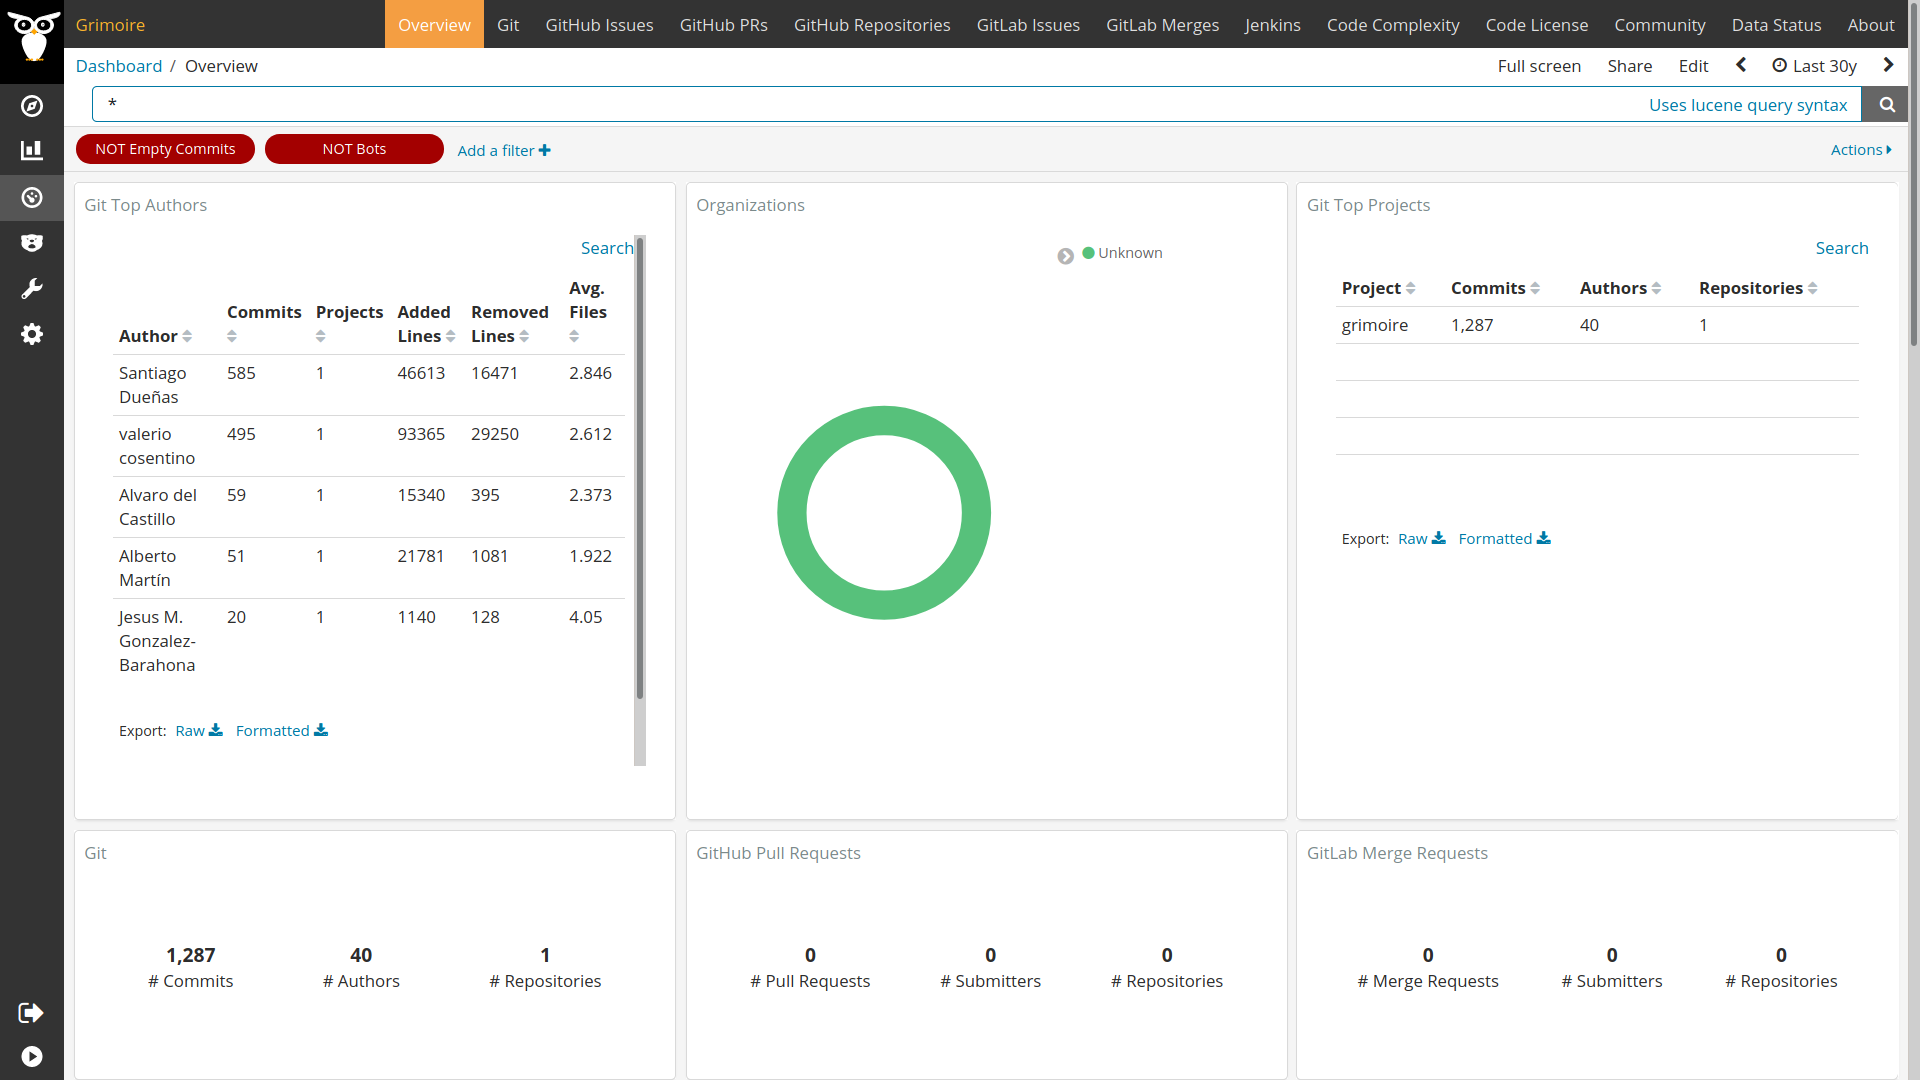 Grimoire
Overview Git GitHub Issues GitHub PRs GitHub Repositories GitLab Issues GitLab Merges Jenkins Code Complexity Code License Community Data Status About
Dashboard / Overview
Full screen Share Edit Last 30y
* Uses lucene query syntax
NOT Empty Commits NOT Bots Add a filter Actions
Git Top Authors
Search
Author Commits Projects Added Lines Removed Lines Avg. Files
Santiago Dueñas 585 1 46613 16471 2.846
valerio cosentino 495 1 93365 29250 2.612
Alvaro del Castillo 59 1 15340 395 2.373
Alberto Martín 51 1 21781 1081 1.922
Jesus M. Gonzalez-Barahona 20 1 1140 128 4.05
Export: Raw Formatted
Organizations
Unknown
Git Top Projects
Search
Project Commits Authors Repositories
grimoire 1,287 40 1
Export: Raw Formatted
Git
1,287 40 1
# Commits # Authors # Repositories
GitHub Pull Requests
0 0 0
# Pull Requests # Submitters # Repositories
GitLab Merge Requests
0 0 0
# Merge Requests # Submitters # Repositories